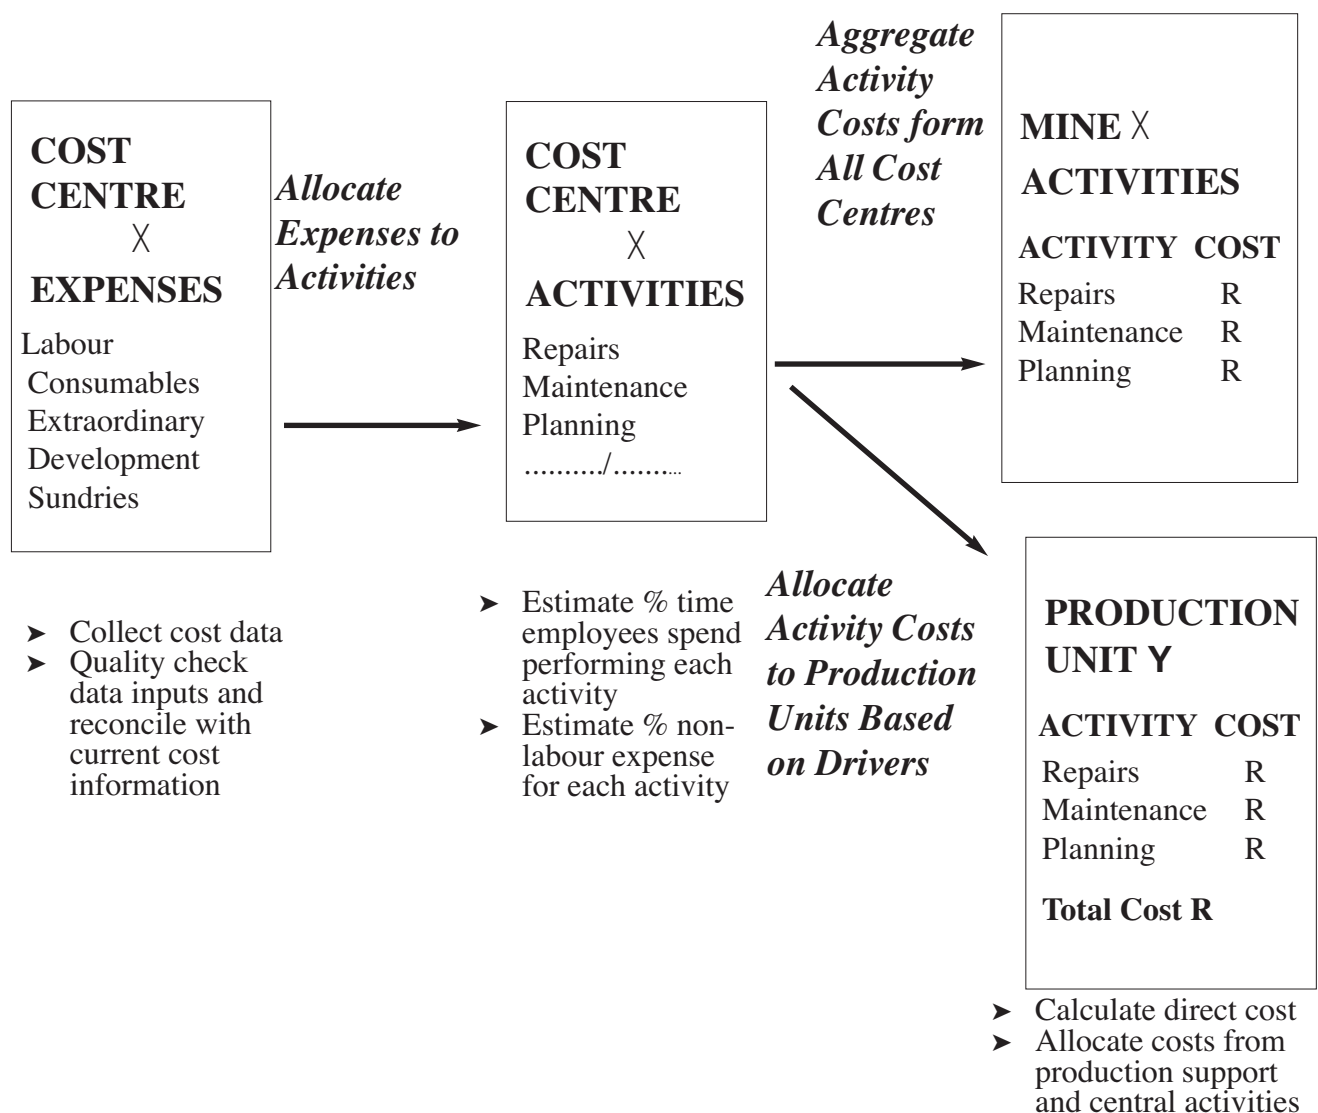 COST
CENTRE
X
EXPENSES
Labour
Consumables
Extraordinary
Development
Sundries
➤ Collect cost data
➤ Quality check
data inputs and
reconcile with
current cost
information
Allocate
Expenses to
Activities
COST
CENTRE
X
ACTIVITIES
Repairs
Maintenance
Planning
........../..........
➤ Estimate % time
employees spend
performing each
activity
➤ Estimate % non-
labour expense
for each activity
Aggregate
Activity
Costs form
All Cost
Centres
MINE X
ACTIVITIES
ACTIVITY COST
Repairs R
Maintenance R
Planning R
Allocate
Activity Costs
to Production
Units Based
on Drivers
PRODUCTION
UNIT Y
ACTIVITY COST
Repairs R
Maintenance R
Planning R
Total Cost R
➤ Calculate direct cost
➤ Allocate costs from
production support
and central activities